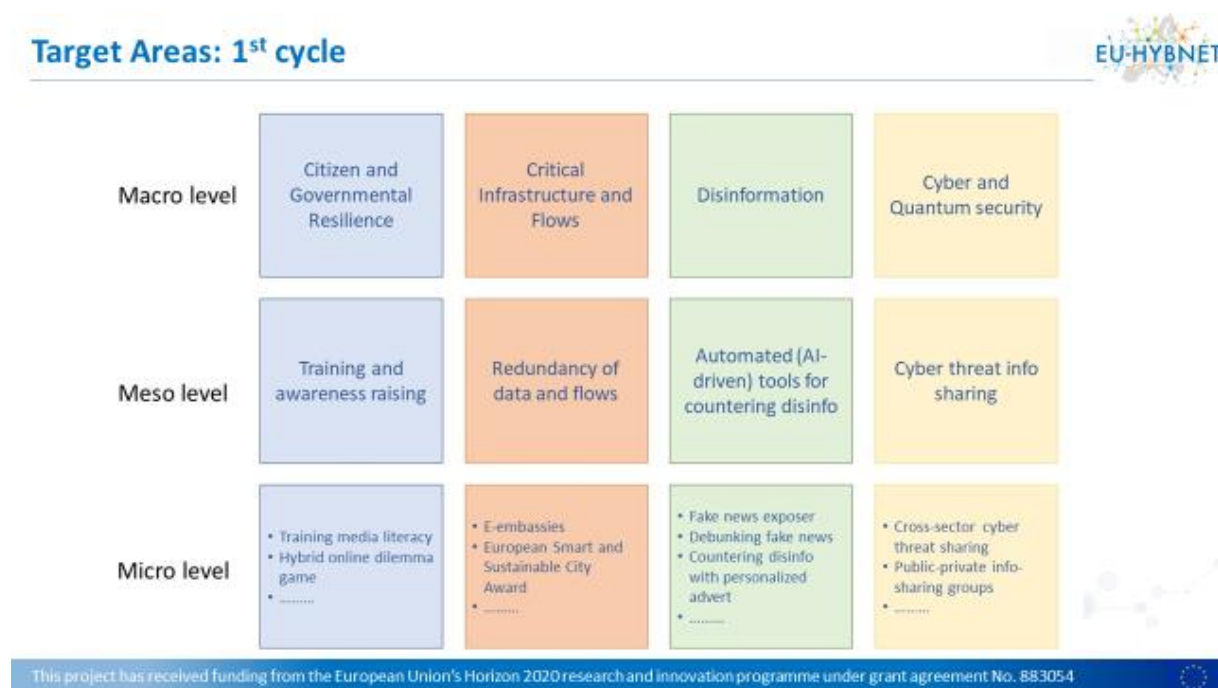 Target Areas: 1st cycle
EU-HYBNET
Macro level
Citizen and
Governmental
Resilience
Critical
Infrastructure and
Flows
Disinformation
Cyber and
Quantum security
Meso level
Training and
awareness raising
Redundancy of
data and flows
Automated (AI-
driven) tools for
countering disinfo
Cyber threat info
sharing
Micro level
• Training media literacy
• Hybrid online dilemma
game
• .........
• E-embassies
• European Smart and
Sustainable City
Award
• .........
• Fake news exposer
• Debunking fake news
• Countering disinfo
with personalized
advert
• .........
• Cross-sector cyber
threat sharing
• Public-private info-
sharing groups
• .........
This project has received funding from the European Union's Horizon 2020 research and innovation programme under grant agreement No. 883054